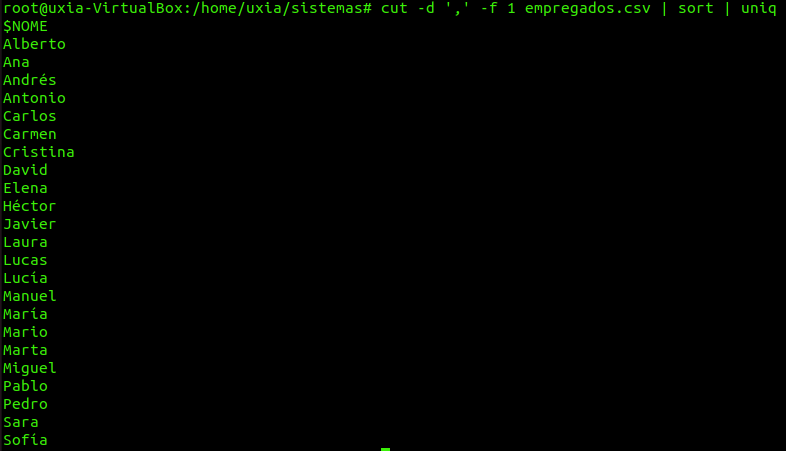 root@uxia-VirtualBox:/home/uxia/sistemas# cut -d ',' -f 1 empregados.csv | sort | uniq
$NOME
Alberto
Ana
Andrés
Antonio
Carlos
Carmen
Cristina
David
Elena
Héctor
Javier
Laura
Lucas
Lucía
Manuel
María
Mario
Marta
Miguel
Pablo
Pedro
Sara
Sofía